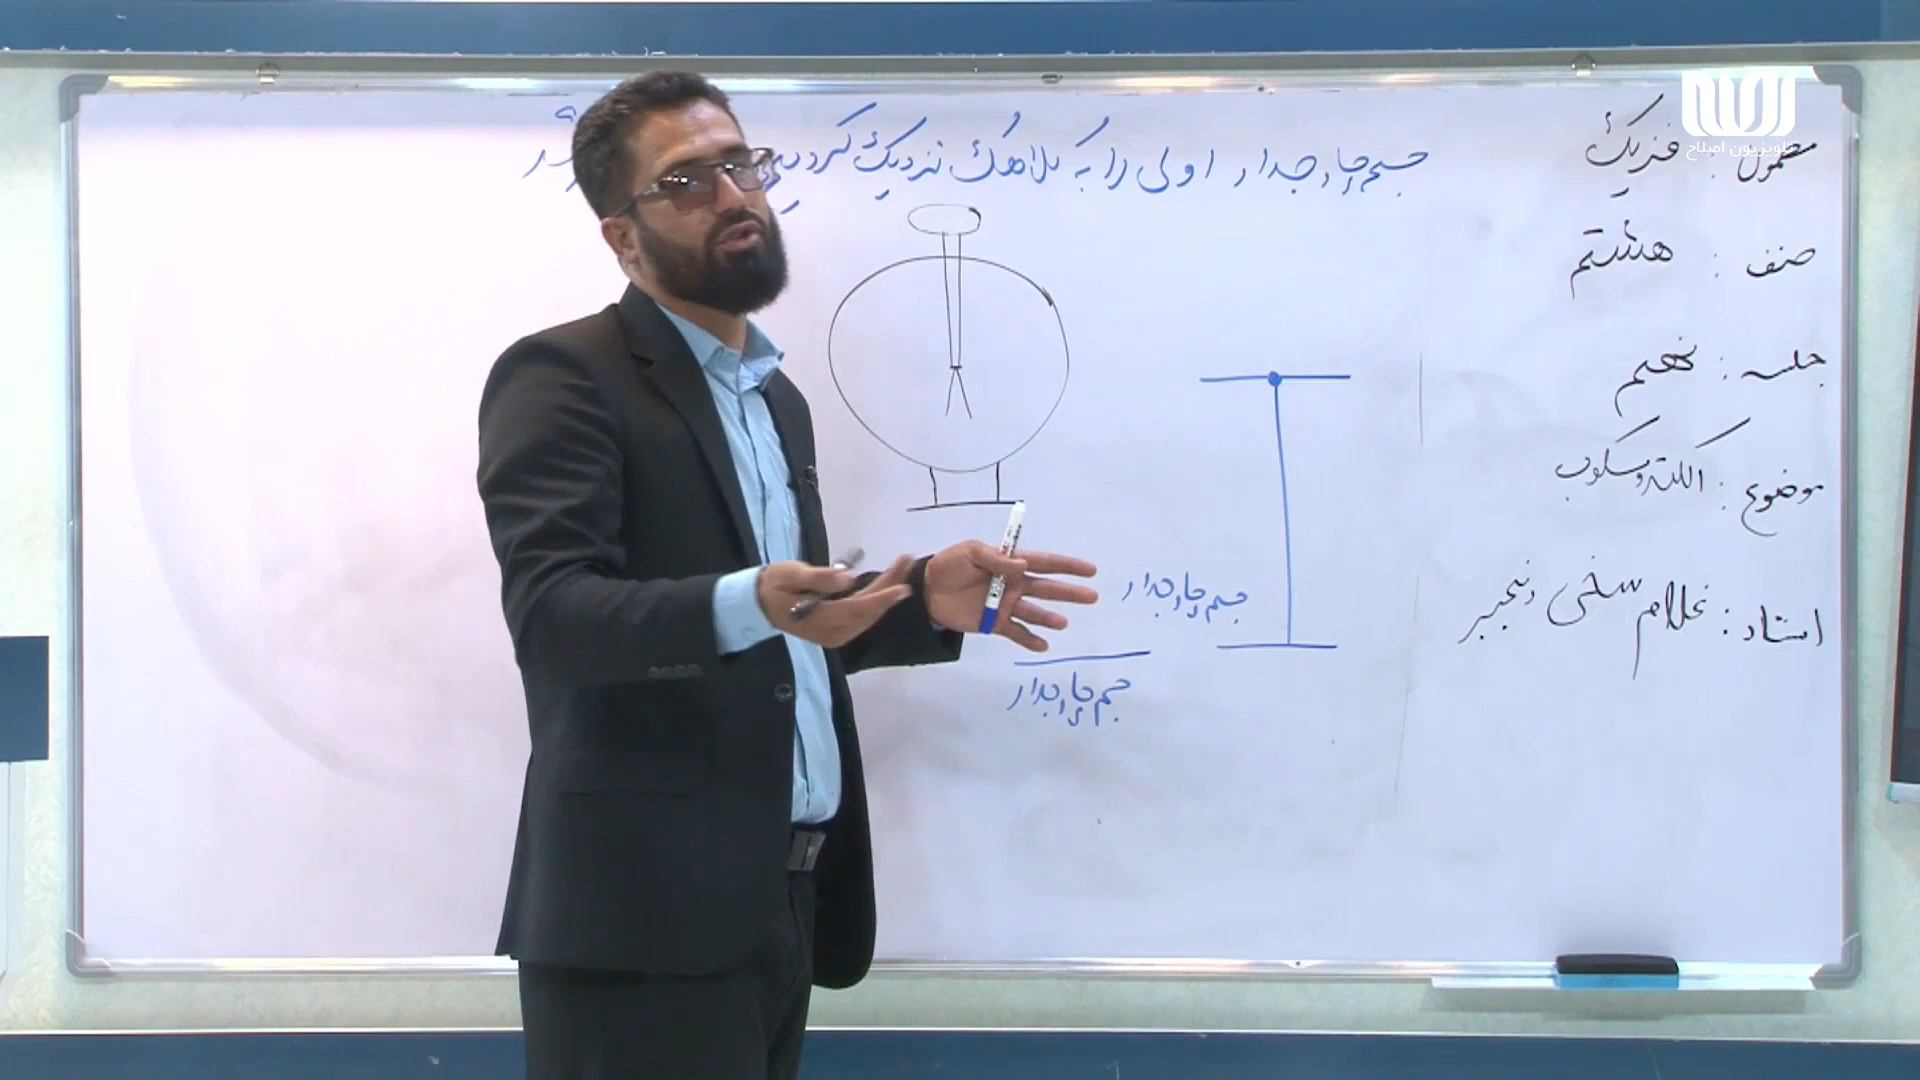 جسم چارجدار اولی را به کلاهک نزدیک کردیم
مضمون : فزیک
صنف : هشتم
جلسه : نهم
موضوع : الکتروسکوپ
استاد : غلام سخی رنجبر
جسم چارجدار
جسم چارجدار
تلویزیون اصلاح